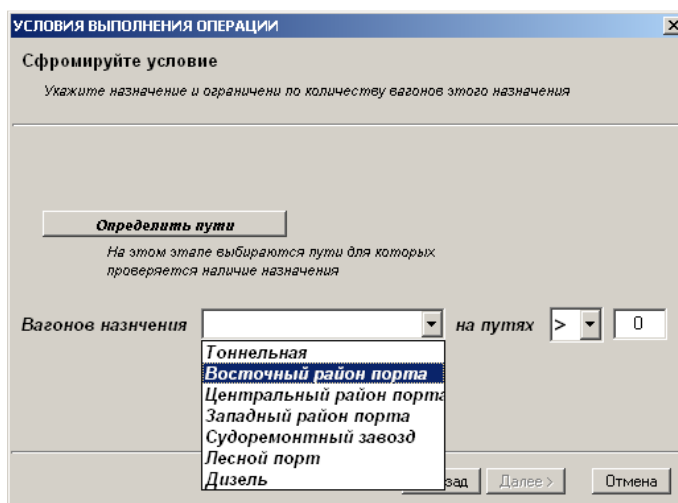 УСЛОВИЯ ВЫПОЛНЕНИЯ ОПЕРАЦИИ
Сфромируйте условие
Укажите назначение и ограничени по количеству вагонов этого назначения
Определить пути
На этом этапе выбираются пути для которых
проверяется наличие назначения
Вагонов назнчения на путях > 0
Тоннельная
Восточный район порта
Центральный район порта
Западный район порта
Судоремонтный завозд
Лесной порт
Дизель
зад Далее > Отмена